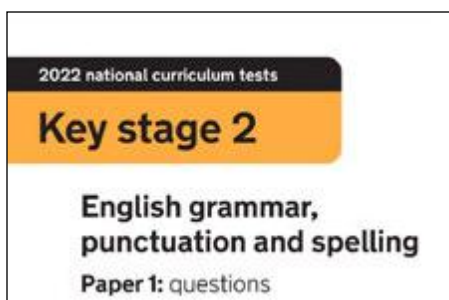 2022 national curriculum tests
Key stage 2
English grammar,
punctuation and spelling
Paper 1: questions